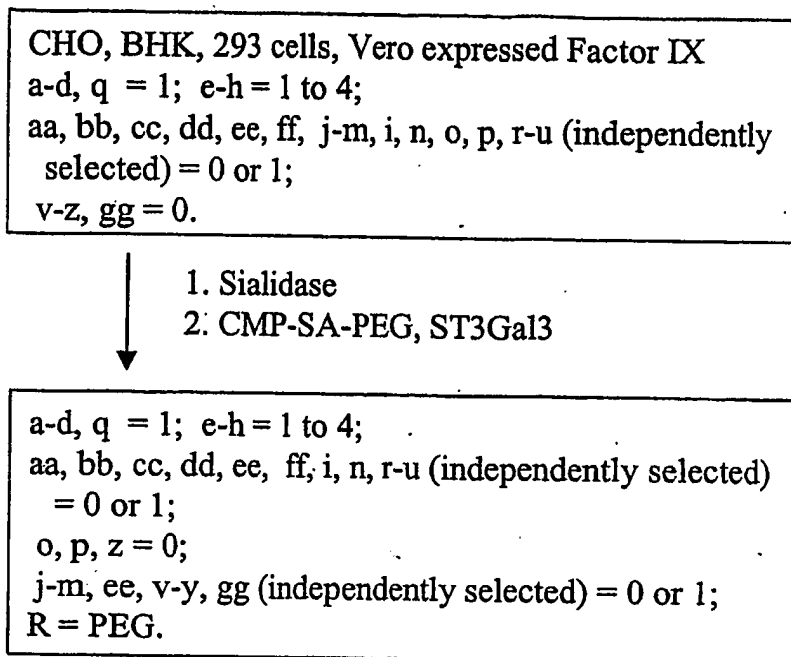 CHO, BHK, 293 cells, Vero expressed Factor IX
a-d, q = 1; e-h = 1 to 4;
aa, bb, cc, dd, ee, ff, j-m, i, n, o, p, r-u (independently
selected) = 0 or 1;
v-z, gg = 0.
1. Sialidase
2. CMP-SA-PEG, ST3Gal3
a-d, q = 1; e-h = 1 to 4;
aa, bb, cc, dd, ee, ff, i, n, r-u (independently selected)
= 0 or 1;
o, p, z = 0;
j-m, ee, v-y, gg (independently selected) = 0 or 1;
R = PEG.